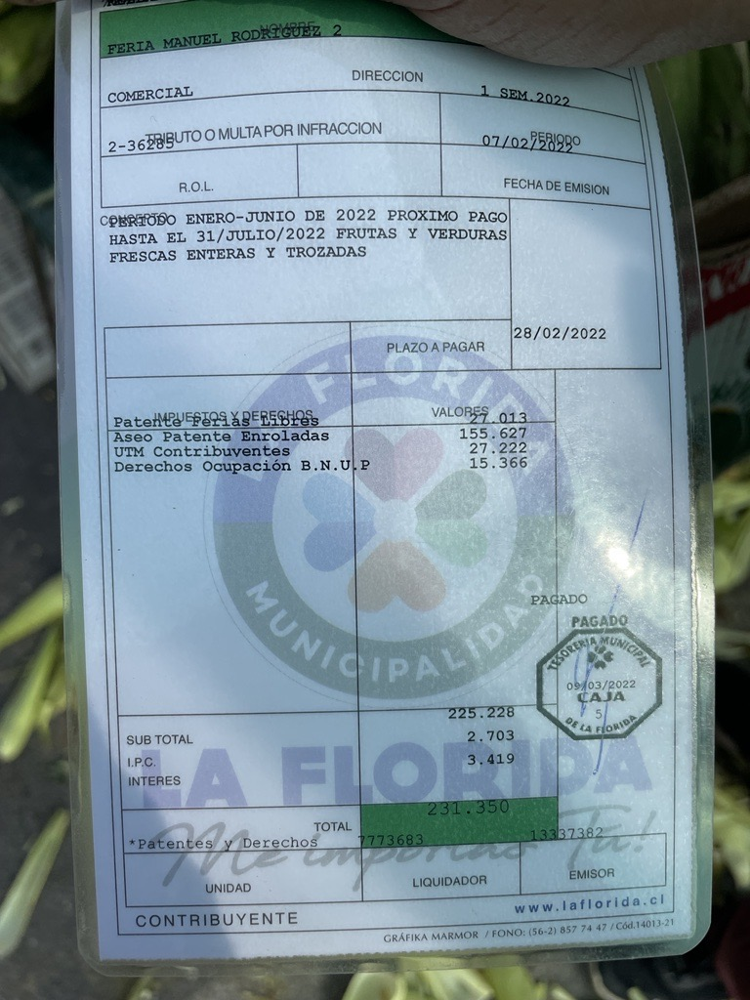 NOMBRE
FERIA MANUEL RODRIGUEZ 2
DIRECCION
COMERCIAL 1 SEM.2022
TRIBUTO O MULTA POR INFRACCION PERIODO
2-36285 07/02/2022
R.O.L. FECHA DE EMISION
CONCEPTO
PERIODO ENERO-JUNIO DE 2022 PROXIMO PAGO
HASTA EL 31/JULIO/2022 FRUTAS Y VERDURAS
FRESCAS ENTERAS Y TROZADAS
28/02/2022
PLAZO A PAGAR
IMPUESTOS Y DERECHOS VALORES
Patente Ferias Libres 27.013
Aseo Patente Enroladas 155.627
UTM Contribuyentes 27.222
Derechos Ocupación B.N.U.P 15.366
LA FLORIDA
MUNICIPALIDAD
PAGADO
PAGADO
TESORERIA MUNICIPAL
09/03/2022
CAJA
5
DE LA FLORIDA
225.228
SUB TOTAL 2.703
I.P.C. 3.419
INTERES
LA FLORIDA
Me importas Tú!
231.350
TOTAL
*Patentes y Derechos 7773683 13337382
UNIDAD LIQUIDADOR EMISOR
www.laflorida.cl
CONTRIBUYENTE
GRÁFIKA MARMOR / FONO: (56-2) 857 74 47 / Cód.14013-21